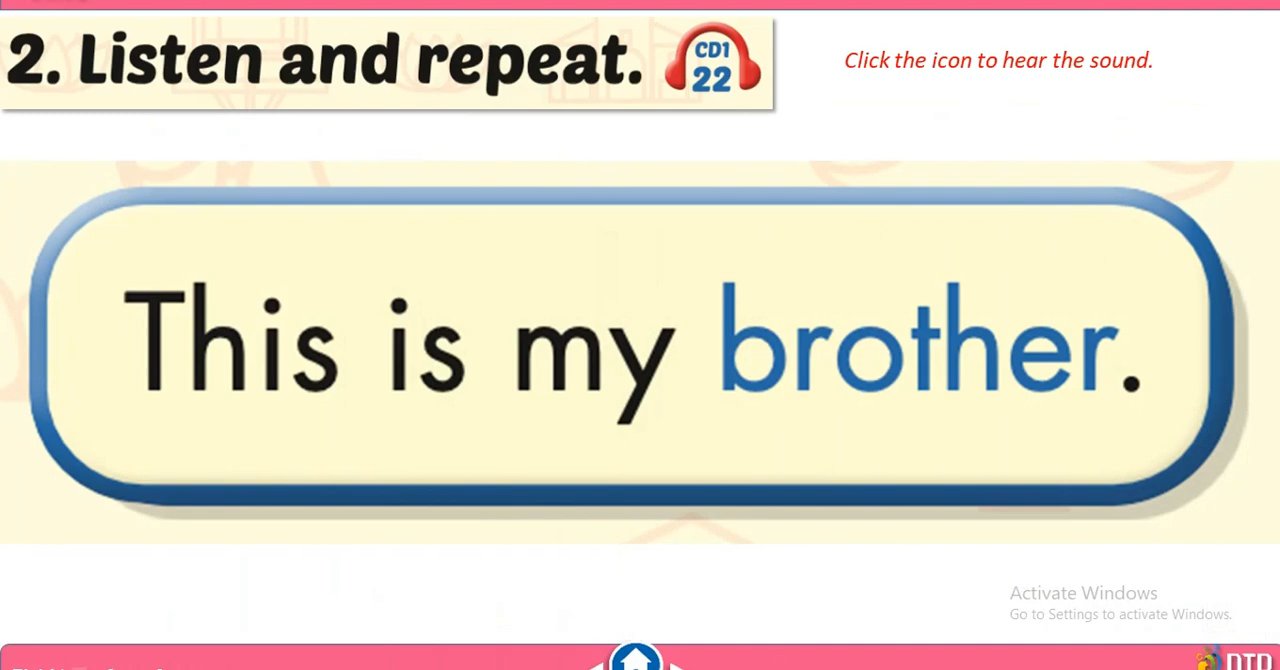 2. Listen and repeat.
CD1
22
Click the icon to hear the sound.
This is my brother.
Activate Windows
Go to Settings to activate Windows.
DTP